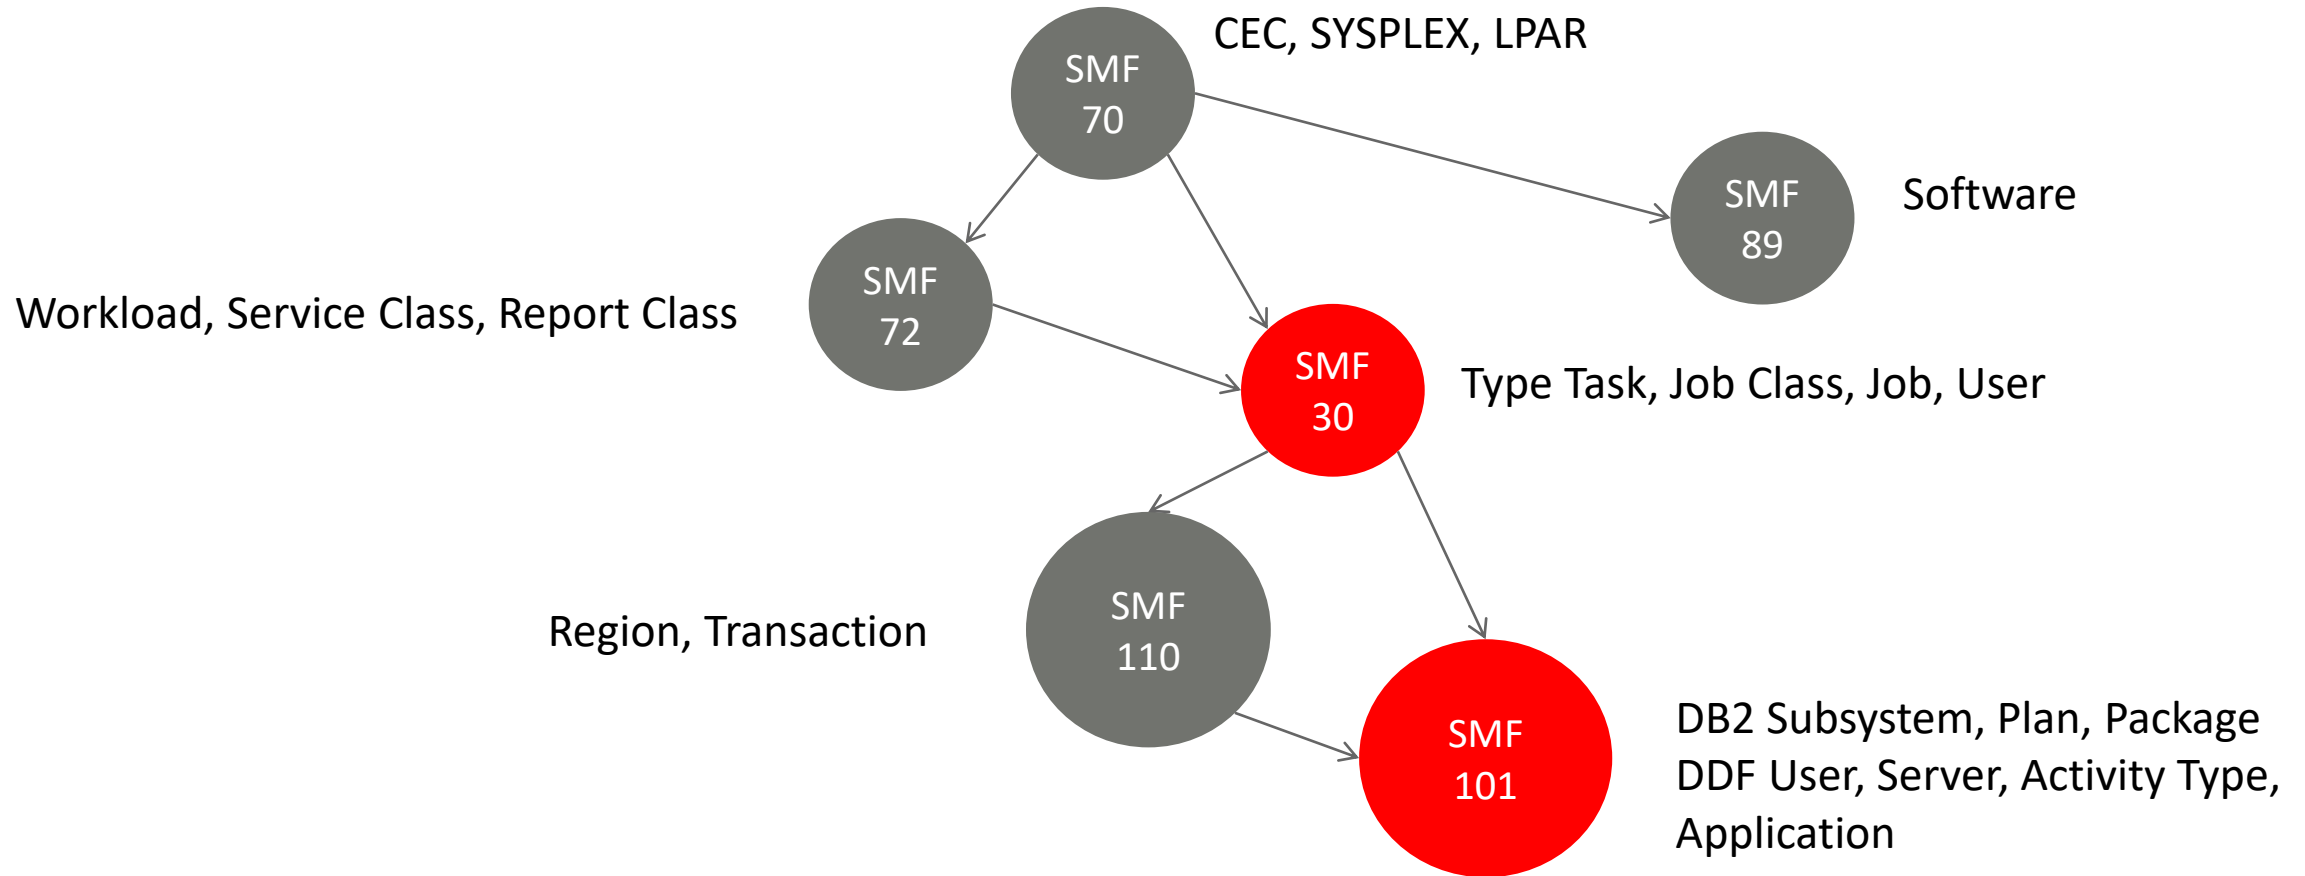 CEC, SYSPLEX, LPAR
SMF
70
SMF
89
Software
SMF
72
Workload, Service Class, Report Class
SMF
30
Type Task, Job Class, Job, User
SMF
110
Region, Transaction
SMF
101
DB2 Subsystem, Plan, Package
DDF User, Server, Activity Type,
Application